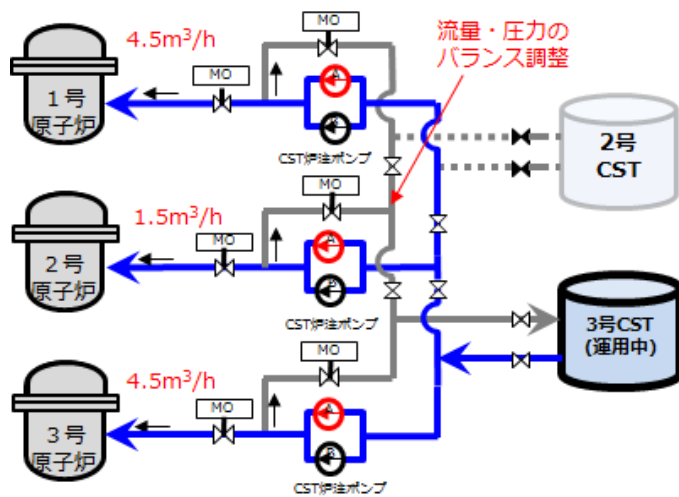 MO
4.5m³/h
流量・圧力の
バランス調整
MO
A
1号
原子炉
B
CST炉注ポンプ
2号
CST
MO
1.5m³/h
MO
A
2号
原子炉
B
CST炉注ポンプ
3号CST
(運用中)
MO
4.5m³/h
MO
A
3号
原子炉
B
CST炉注ポンプ